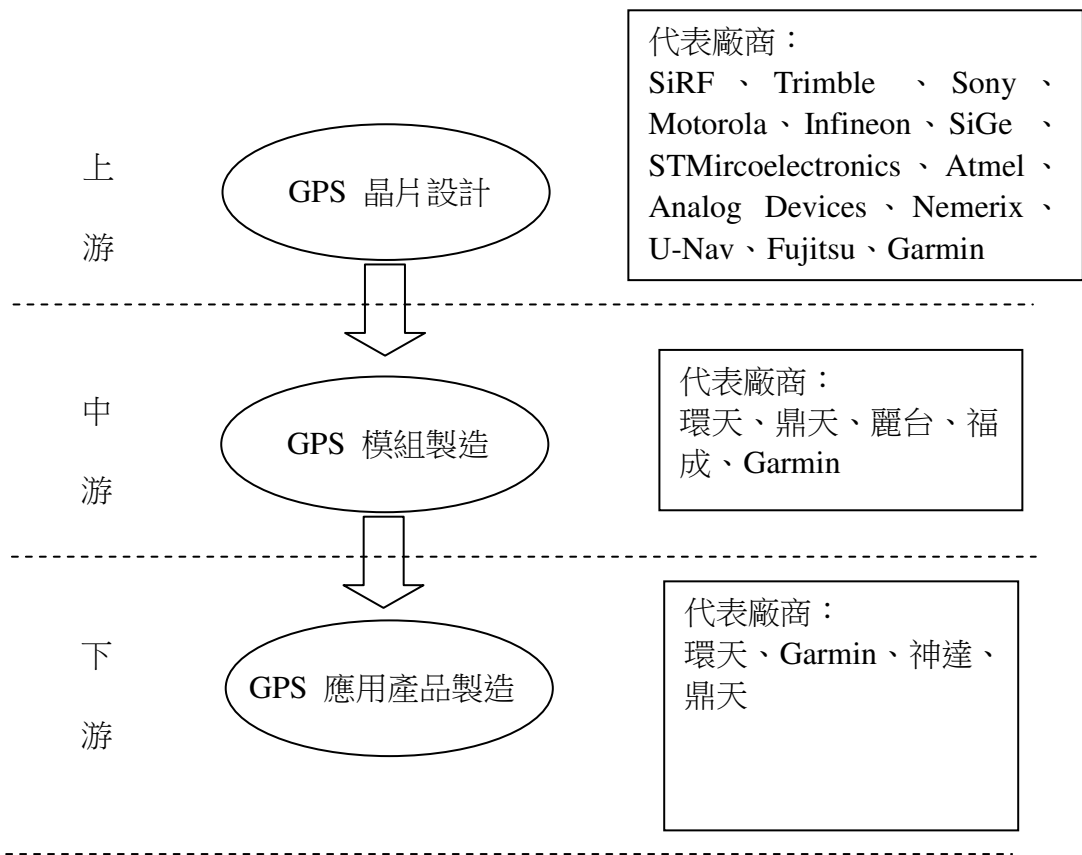 代表廠商：
SiRF 、 Trimble 、 Sony 、
Motorola、Infineon、SiGe 、
STMircoelectronics、Atmel、
Analog Devices、Nemerix、
U-Nav、Fujitsu、Garmin
上
游
GPS 晶片設計
代表廠商：
環天、鼎天、麗台、福
成、Garmin
中
游
GPS 模組製造
代表廠商：
環天、Garmin、神達、
鼎天
下
游
GPS 應用產品製造